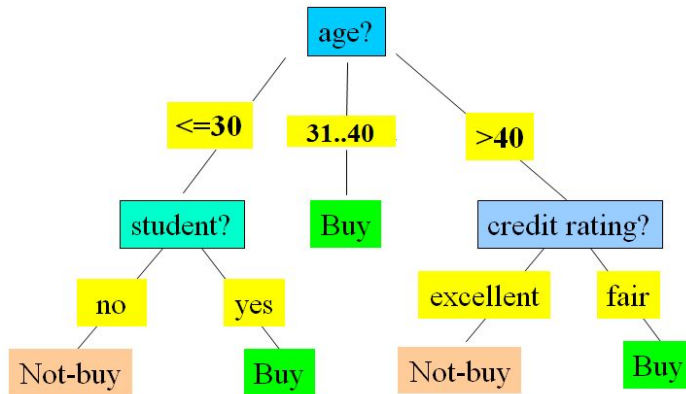 age?
<=30
31..40
>40
student?
Buy
credit rating?
no
yes
excellent
fair
Not-buy
Buy
Not-buy
Buy